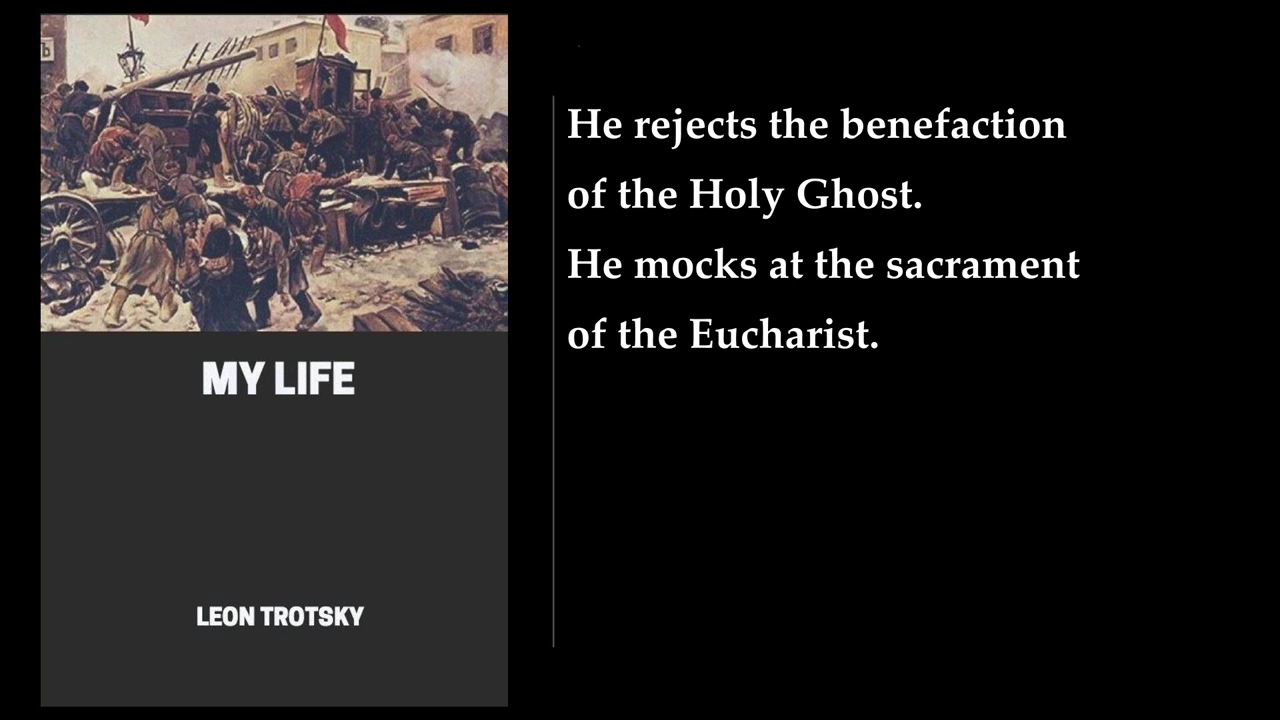 MY LIFE
LEON TROTSKY
He rejects the benefaction
of the Holy Ghost.
He mocks at the sacrament
of the Eucharist.